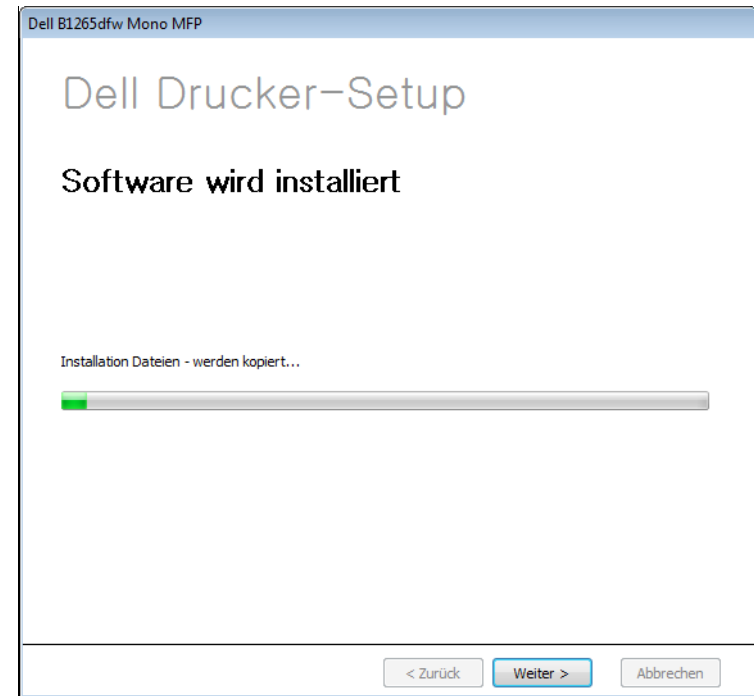 Dell B1265dfw Mono MFP
Dell Drucker-Setup
Software wird installiert
Installation Dateien - werden kopiert...
< Zurück
Weiter >
Abbrechen